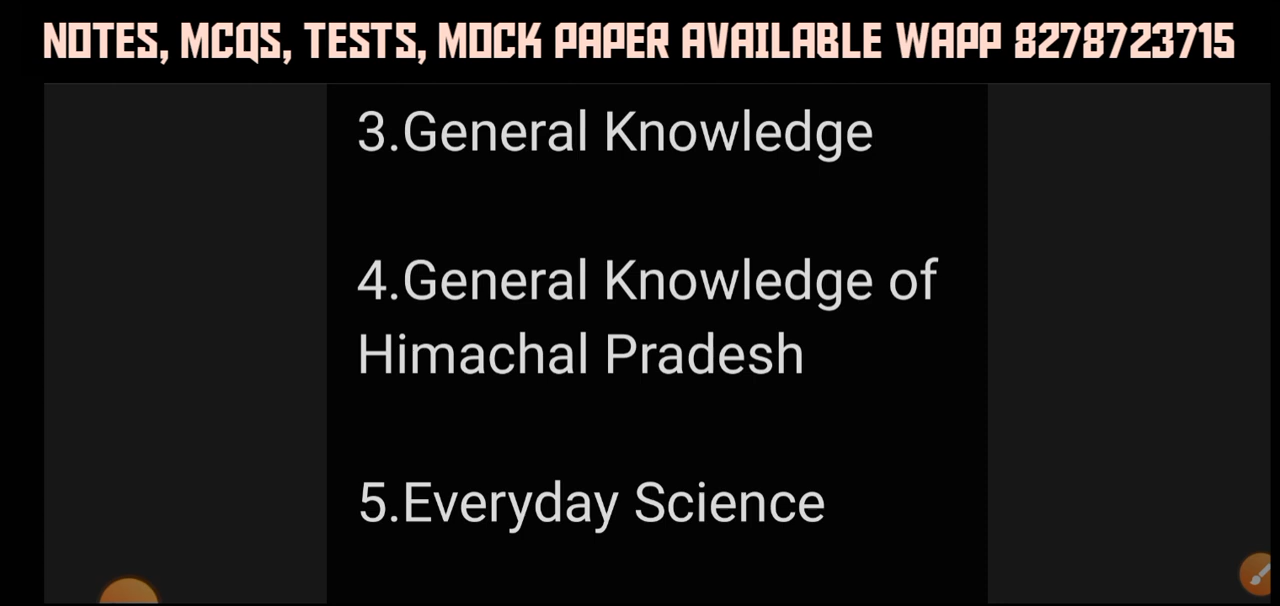 NOTES, MCQS, TESTS, MOCK PAPER AVAILABLE WAPP 8278723715
3.General Knowledge
4.General Knowledge of
Himachal Pradesh
5.Everyday Science